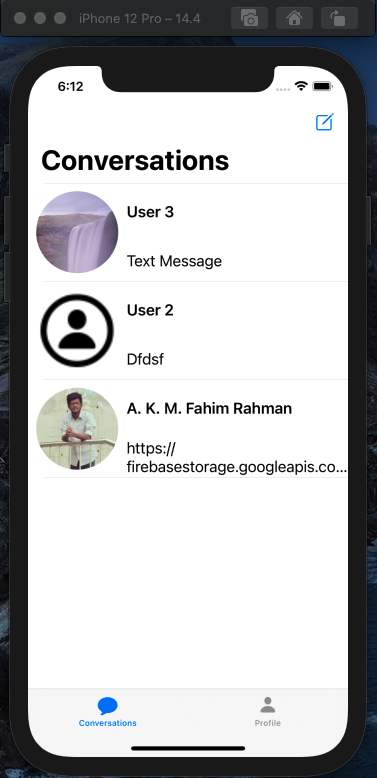 iPhone 12 Pro – 14.4
6:12
Conversations
User 3
Text Message
User 2
Dfdsf
A. K. M. Fahim Rahman
https://
firebasestorage.googleapis.co...
Conversations
Profile